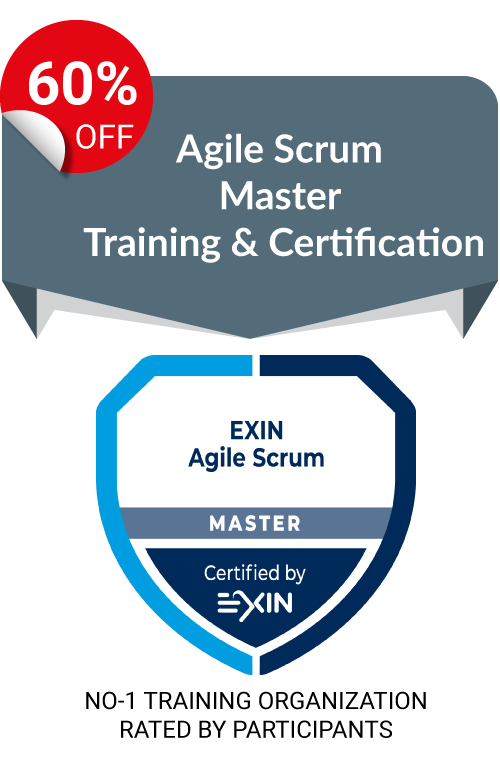 60%
OFF
Agile Scrum
Master
Training & Certification
EXIN
Agile Scrum
MASTER
Certified by
EXIN
NO-1 TRAINING ORGANIZATION
RATED BY PARTICIPANTS